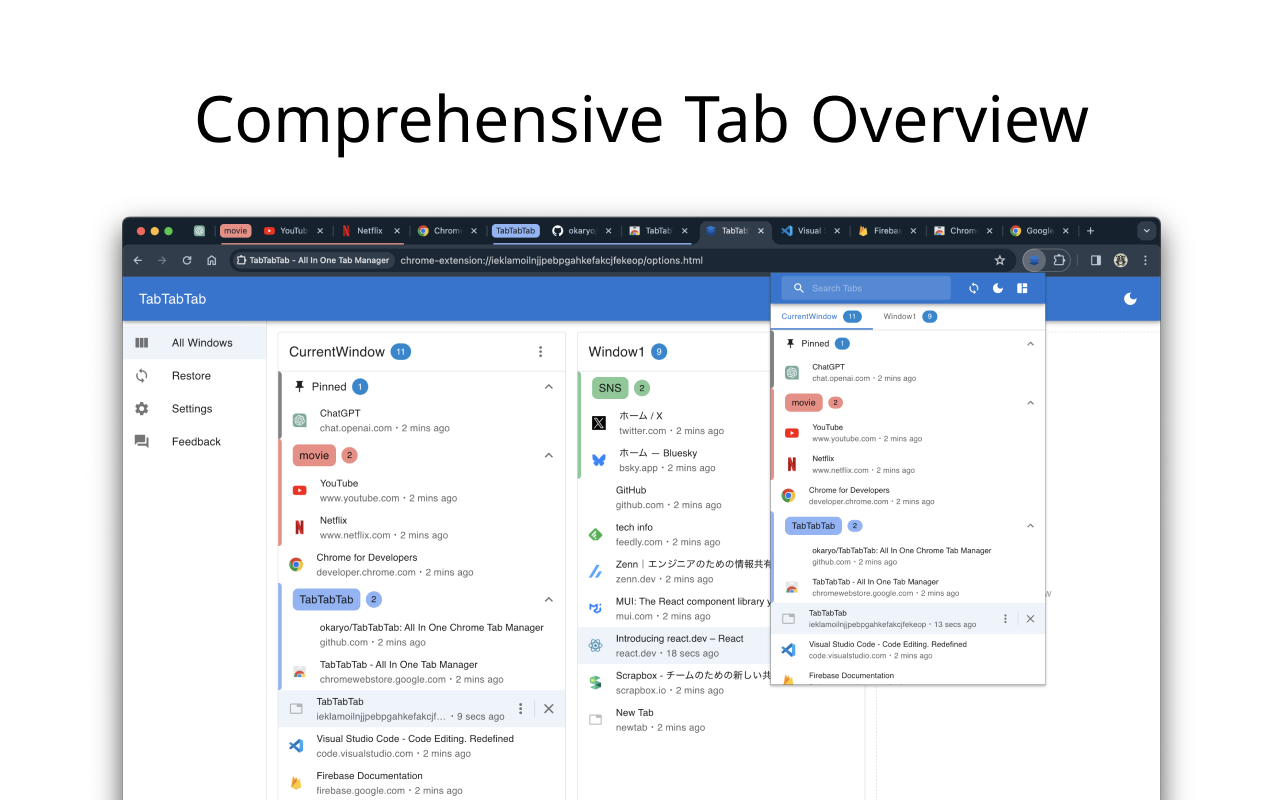 Comprehensive Tab Overview
movie
YouTub
Netflix
Chrom
TabTabTab
okaryo
TabTab
TabTab
Visual
Fireba
Chrom
Google
TabTabTab - All In One Tab Manager
chrome-extension://ieklamoilnjjpebpgahkefakcjfekeop/options.html
TabTabTab
All Windows
Restore
Settings
Feedback
CurrentWindow 11
Pinned 1
ChatGPT
chat.openai.com • 2 mins ago
movie 2
YouTube
www.youtube.com • 2 mins ago
Netflix
www.netflix.com • 2 mins ago
Chrome for Developers
developer.chrome.com • 2 mins ago
TabTabTab 2
okaryo/TabTabTab: All In One Chrome Tab Manager
github.com • 2 mins ago
TabTabTab - All In One Tab Manager
chromewebstore.google.com • 2 mins ago
TabTabTab
ieklamoilnjjpebpgahkefakcjf... • 9 secs ago
Visual Studio Code - Code Editing. Redefined
code.visualstudio.com • 2 mins ago
Firebase Documentation
firebase.google.com • 2 mins ago
Window1 9
SNS 2
ホーム / X
twitter.com • 2 mins ago
ホーム — Bluesky
bsky.app • 2 mins ago
GitHub
github.com • 2 mins ago
tech info
feedly.com • 2 mins ago
Zenn｜エンジニアのための情報共有
zenn.dev • 2 mins ago
MUI: The React component library y
mui.com • 2 mins ago
Introducing react.dev – React
react.dev • 18 secs ago
Scrapbox - チームのための新しい共
scrapbox.io • 2 mins ago
New Tab
newtab • 2 mins ago
Search Tabs
CurrentWindow 11
Window1 9
Pinned 1
ChatGPT
chat.openai.com • 2 mins ago
movie 2
YouTube
www.youtube.com • 2 mins ago
Netflix
www.netflix.com • 2 mins ago
Chrome for Developers
developer.chrome.com • 2 mins ago
TabTabTab 2
okaryo/TabTabTab: All In One Chrome Tab Manager
github.com • 2 mins ago
TabTabTab - All In One Tab Manager
chromewebstore.google.com • 2 mins ago
TabTabTab
ieklamoilnjjpebpgahkefakcjfekeop • 13 secs ago
Visual Studio Code - Code Editing. Redefined
code.visualstudio.com • 2 mins ago
Firebase Documentation